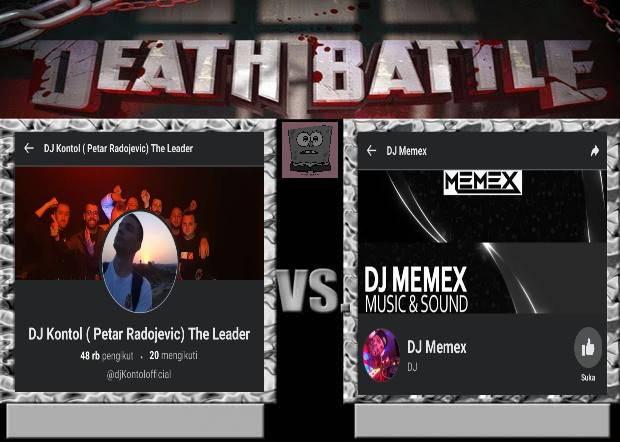 DEATH BATTLE
DJ Kontol ( Petar Radojevic) The Leader
DJ Kontol ( Petar Radojevic) The Leader
48 rb pengikut · 20 mengikuti
@djKontolofficial
VS.
DJ Memex
MEMEX
DJ MEMEX
MUSIC & SOUND
DJ Memex
DJ
Suka